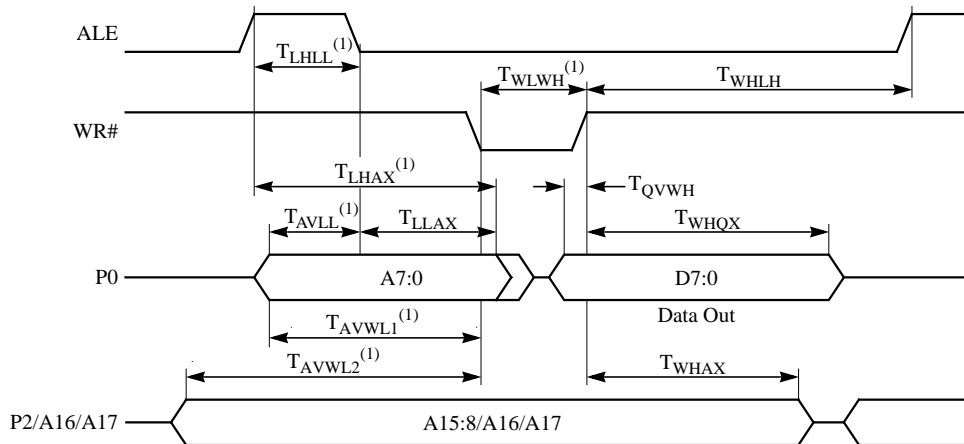 ALE
T_LHLL(1)
T_WLWH(1)
T_WHLH
WR#
T_LHAX(1)
T_QVWH
T_AVLL(1)
T_LLAX
T_WHQX
P0
A7:0
D7:0
Data Out
T_AVWL1(1)
T_AVWL2(1)
T_WHAX
P2/A16/A17
A15:8/A16/A17